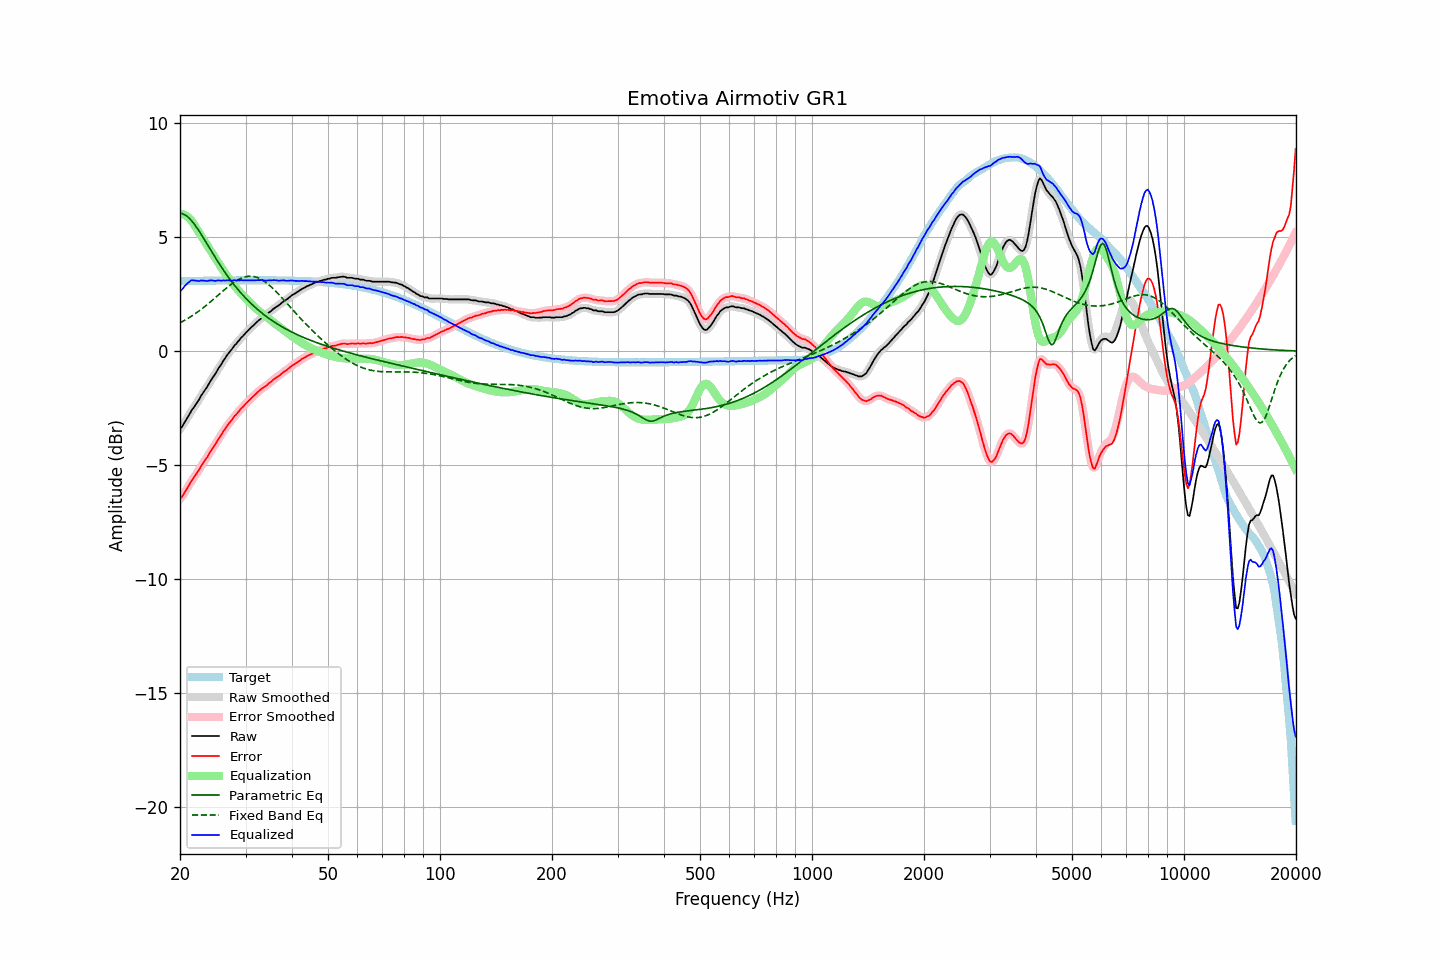 Emotiva Airmotiv GR1
10
5
0
−5
−10
−15
−20
Amplitude (dBr)
Target
Raw Smoothed
Error Smoothed
Raw
Error
Equalization
Parametric Eq
Fixed Band Eq
Equalized
20 50 100 200 500 1000 2000 5000 10000 20000
Frequency (Hz)